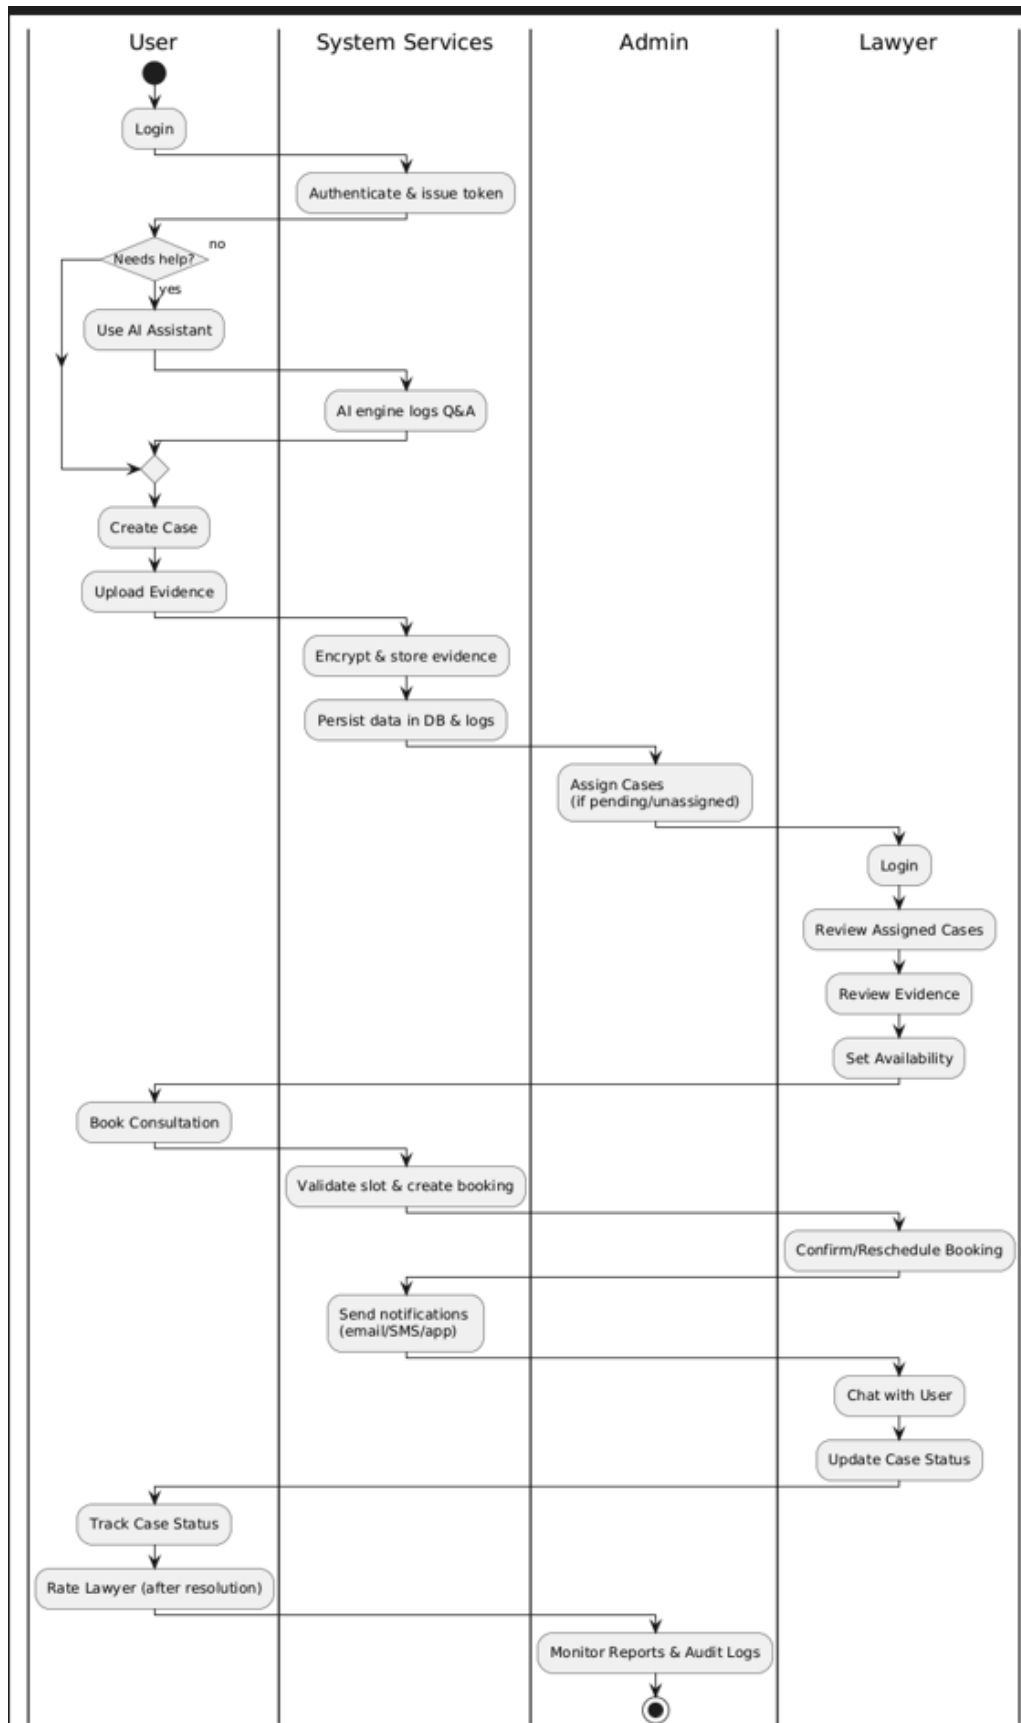 User
System Services
Admin
Lawyer
Login
Authenticate & issue token
Needs help?
no
yes
Use AI Assistant
AI engine logs Q&A
Create Case
Upload Evidence
Encrypt & store evidence
Persist data in DB & logs
Assign Cases
(if pending/unassigned)
Login
Review Assigned Cases
Review Evidence
Set Availability
Book Consultation
Validate slot & create booking
Confirm/Reschedule Booking
Send notifications
(email/SMS/app)
Chat with User
Update Case Status
Track Case Status
Rate Lawyer (after resolution)
Monitor Reports & Audit Logs